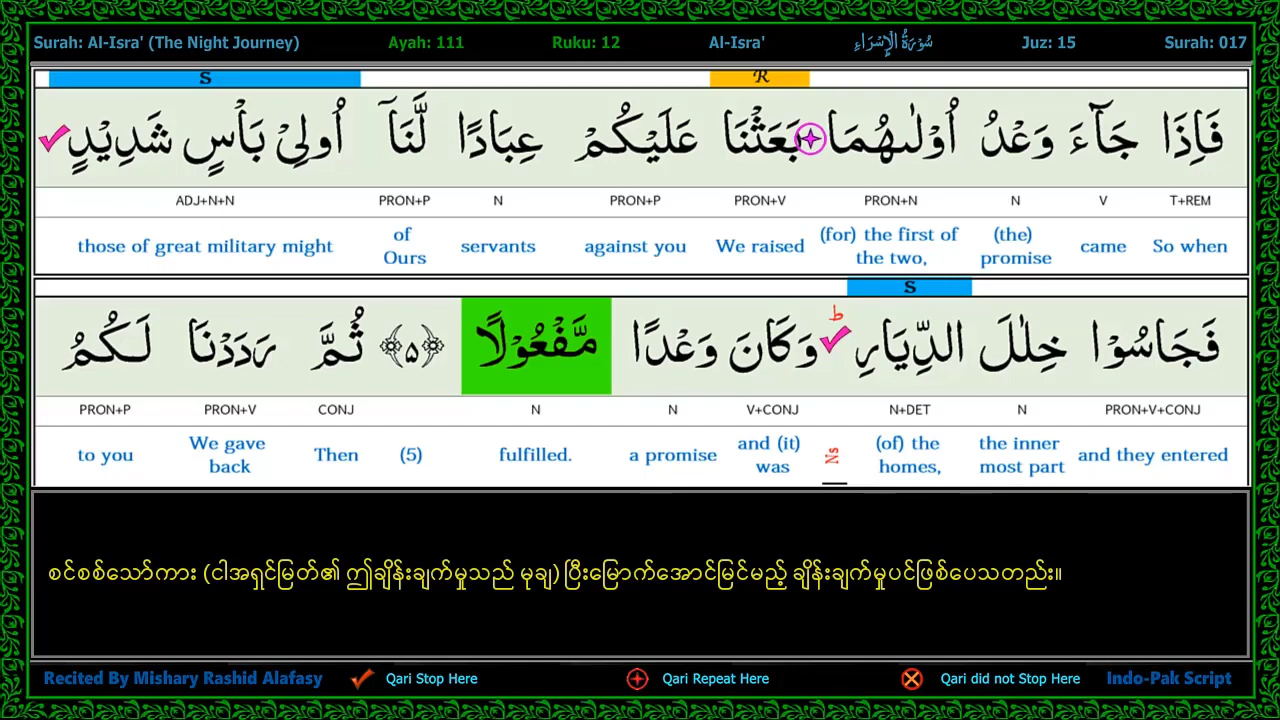 Surah: Al-Isra' (The Night Journey) Ayah: 111 Ruku: 12 Al-Isra' سُوْرَةُ الْإِسْرَاءِ Juz: 15 Surah: 017
S R
فَاِذَا جَآءَ وَعْدُ اُوْلٰىهُمَا بَعَثْنَا عَلَيْكُمْ عِبَادًا لَّنَآ اُولِيْ بَاْسٍ شَدِيْدٍ
ADJ+N+N PRON+P N PRON+P PRON+V PRON+N N V T+REM
those of great military might of Ours servants against you We raised (for) the first of the two, (the) promise came So when
S
فَجَاسُوْا خِلٰلَ الدِّيَارِ ؕ وَكَانَ وَعْدًا مَّفْعُوْلًا ﴿۵﴾ ثُمَّ رَدَدْنَا لَـكُمُ
PRON+P PRON+V CONJ N N V+CONJ N+DET N PRON+V+CONJ
to you We gave back Then (5) fulfilled. a promise and (it) was Ns (of) the homes, the inner most part and they entered
စင်စစ်သော်ကား (ငါအရှင်မြတ်၏ ဤချိန်းချက်မှုသည် မုချ) ပြီးမြောက်အောင်မြင်မည့် ချိန်းချက်မှုပင်ဖြစ်ပေသတည်း။
Recited By Mishary Rashid Alafasy Qari Stop Here Qari Repeat Here Qari did not Stop Here Indo-Pak Script